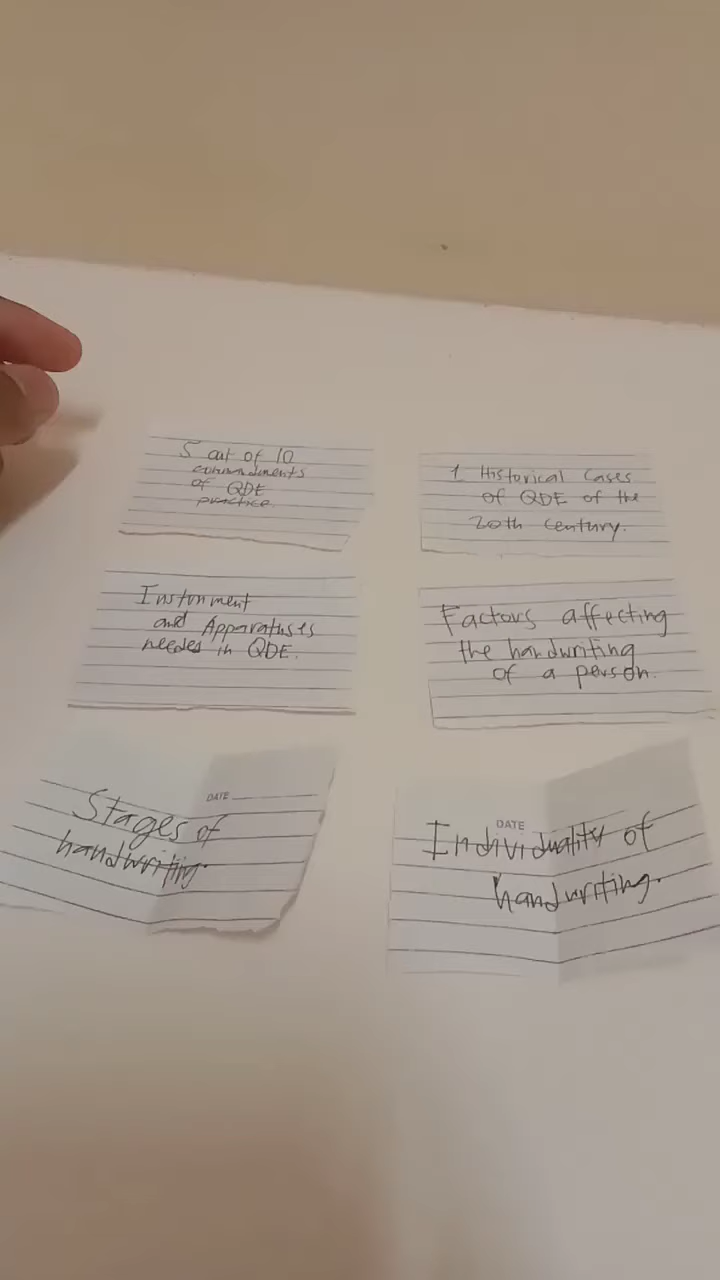 5 out of 10
commandments
of QDE
practice.
1 Historical Cases
of QDE of the
20th Century.
Instrument
and Apparatuses
needed in QDE.
Factors affecting
the handwriting
of a person.
DATE
Stages of
handwriting.
DATE
Individuality of
handwriting.